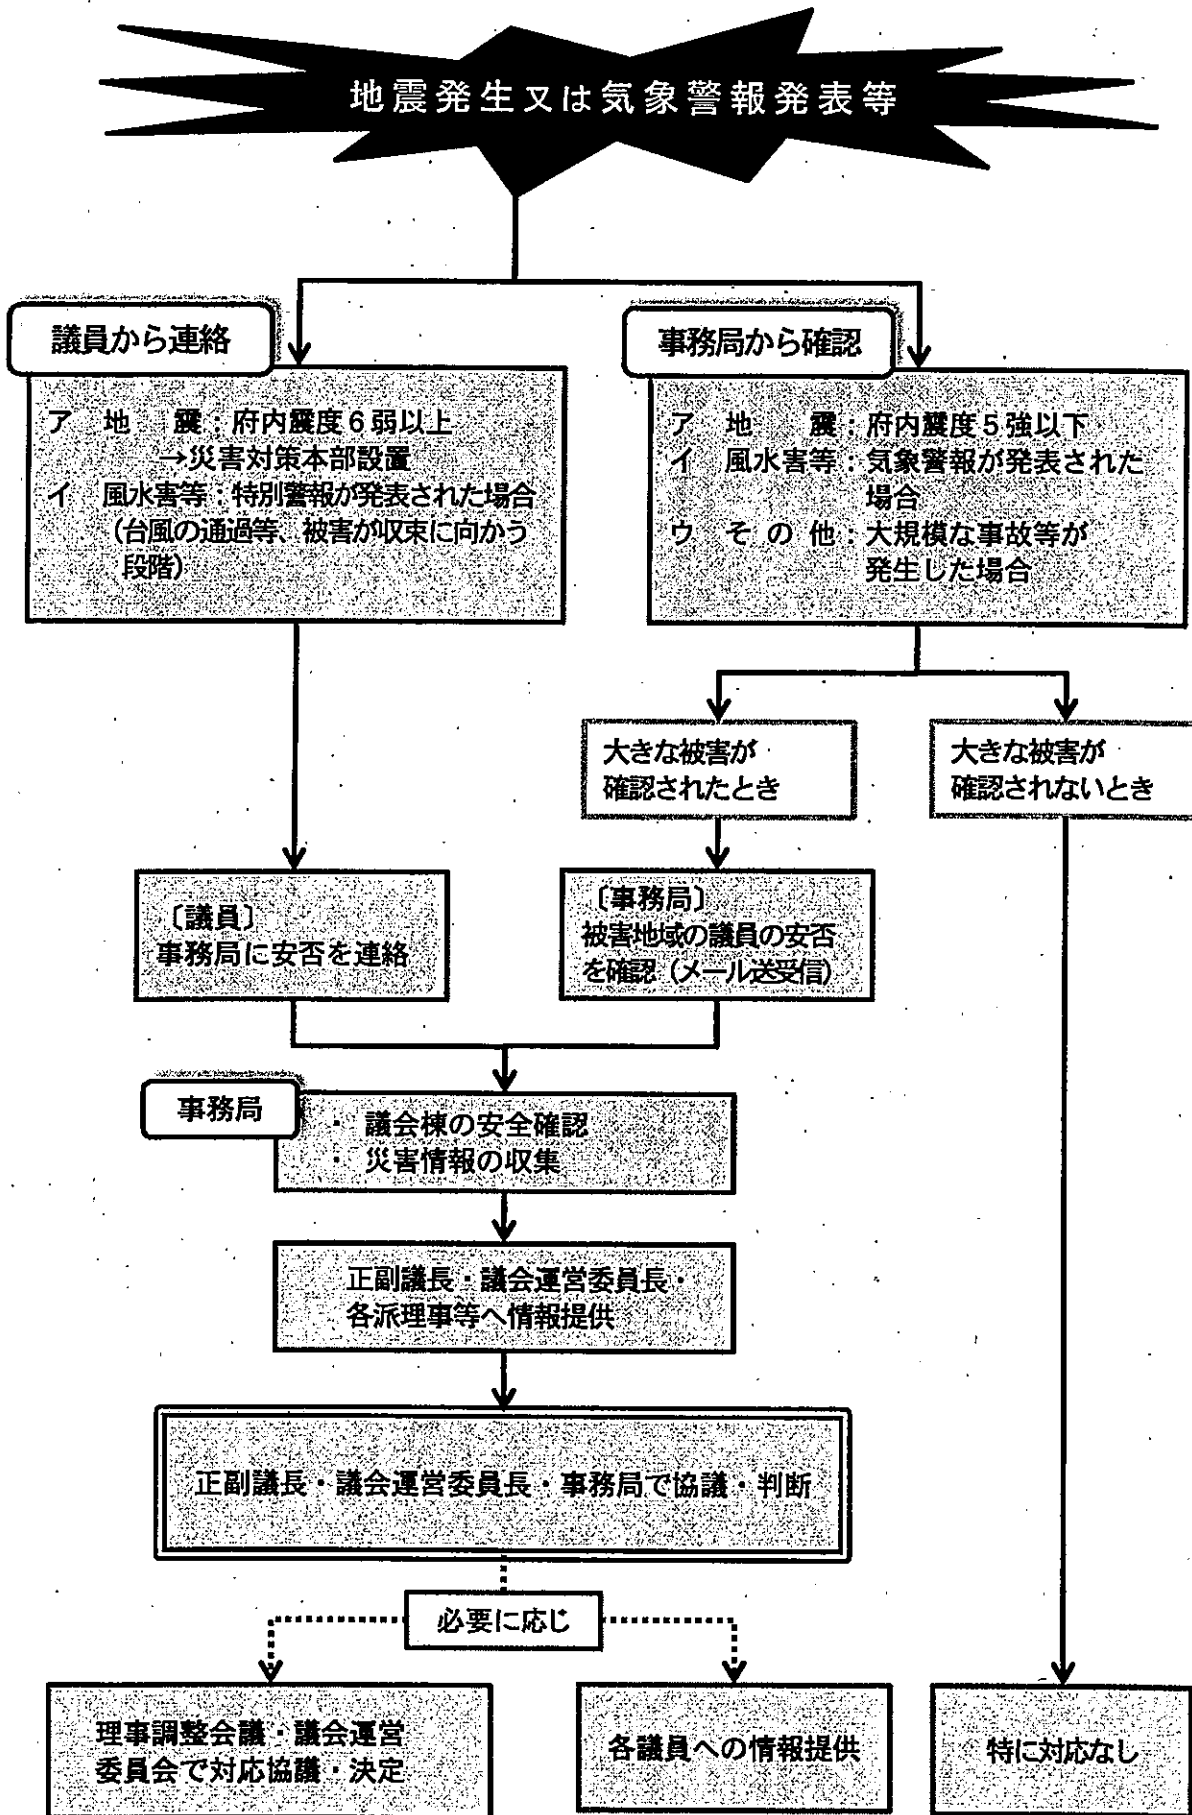 地震発生又は気象警報発表等
議員から連絡
ア　地　　震：府内震度６弱以上
→災害対策本部設置
イ　風水害等：特別警報が発表された場合
（台風の通過等、被害が収束に向かう
段階）
事務局から確認
ア　地　　震：府内震度５強以下
イ　風水害等：気象警報が発表された
場合
ウ　そ の 他：大規模な事故等が
発生した場合
大きな被害が
確認されたとき
大きな被害が
確認されないとき
〔議員〕
事務局に安否を連絡
〔事務局〕
被害地域の議員の安否
を確認（メール送受信）
事務局
・　議会棟の安全確認
・　災害情報の収集
正副議長・議会運営委員長・
各派理事等へ情報提供
正副議長・議会運営委員長・事務局で協議・判断
必要に応じ
理事調整会議・議会運営
委員会で対応協議・決定
各議員への情報提供
特に対応なし